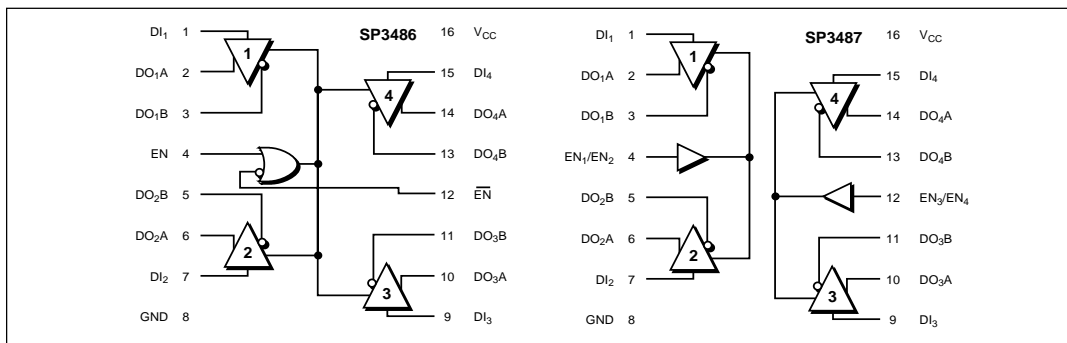 SP3486
DI1 1
DO1A 2
DO1B 3
EN 4
DO2B 5
DO2A 6
DI2 7
GND 8
16 VCC
15 DI4
14 DO4A
13 DO4B
12 E̅N̅
11 DO3B
10 DO3A
9 DI3
1
4
2
3
SP3487
DI1 1
DO1A 2
DO1B 3
EN1/EN2 4
DO2B 5
DO2A 6
DI2 7
GND 8
16 VCC
15 DI4
14 DO4A
13 DO4B
12 EN3/EN4
11 DO3B
10 DO3A
9 DI3
1
4
2
3